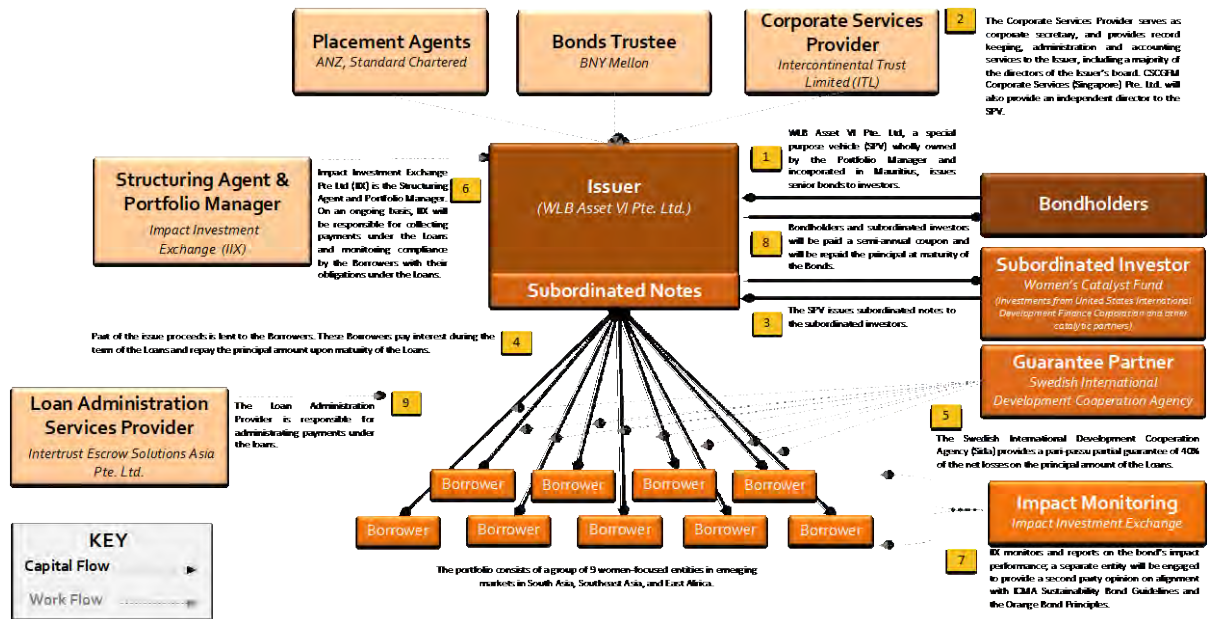 Placement Agents
ANZ, Standard Chartered
Bonds Trustee
BNY Mellon
Corporate Services
Provider
Intercontinental Trust
Limited (ITL)
2
The Corporate Services Provider serves as
corporate secretary, and provides record
keeping, administration and accounting
services to the Issuer, including a majority of
the directors of the Issuer's board. CSCGFM
Corporate Services (Singapore) Pte. Ltd. will
also provide an independent director to the
SPV.
1
WLB Asset VI Pte. Ltd, a special
purpose vehicle (SPV) wholly owned
by the Portfolio Manager and
incorporated in Mauritius, issues
senior bonds to investors.
Structuring Agent &
Portfolio Manager
Impact Investment
Exchange (IIX)
Impact Investment Exchange
Pte Ltd (IIX) is the Structuring
Agent and Portfolio Manager.
On an ongoing basis, IIX will
be responsible for collecting
payments under the Loans
and monitoring compliance
by the Borrowers with their
obligations under the Loans.
6
Issuer
(WLB Asset VI Pte. Ltd.)
Subordinated Notes
Bondholders
8
Bondholders and subordinated investors
will be paid a semi-annual coupon and
will be repaid the principal at maturity of
the Bonds.
Subordinated Investor
Women's Catalyst Fund
(Investments from United States International
Development Finance Corporation and other
catalytic partners)
3
The SPV issues subordinated notes to
the subordinated investors.
Part of the issue proceeds is lent to the Borrowers. These Borrowers pay interest during the
term of the Loans and repay the principal amount upon maturity of the Loans.
4
Guarantee Partner
Swedish International
Development Cooperation Agency
5
The Swedish International Development Cooperation
Agency (Sida) provides a pari-passu partial guarantee of 40%
of the net losses on the principal amount of the Loans.
Loan Administration
Services Provider
Intertrust Escrow Solutions Asia
Pte. Ltd.
The Loan Administration
Provider is responsible for
administrating payments under
the loans.
9
Borrower
Borrower
Borrower
Borrower
Borrower
Borrower
Borrower
Borrower
Borrower
The portfolio consists of a group of 9 women-focused entities in emerging
markets in South Asia, Southeast Asia, and East Africa.
Impact Monitoring
Impact Investment Exchange
7
IIX monitors and reports on the bond's impact
performance; a separate entity will be engaged
to provide a second party opinion on alignment
with ICMA Sustainability Bond Guidelines and
the Orange Bond Principles.
KEY
Capital Flow
Work Flow